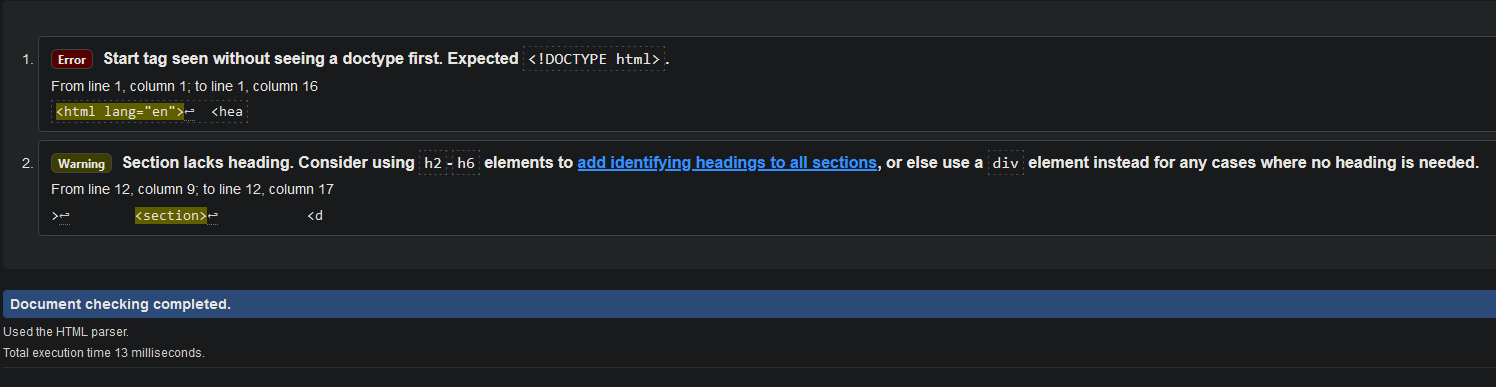 1. Error Start tag seen without seeing a doctype first. Expected <!DOCTYPE html>.
From line 1, column 1; to line 1, column 16
<html lang="en">↩ <hea
2. Warning Section lacks heading. Consider using h2-h6 elements to add identifying headings to all sections, or else use a div element instead for any cases where no heading is needed.
From line 12, column 9; to line 12, column 17
>↩ <section>↩ <d
Document checking completed.
Used the HTML parser.
Total execution time 13 milliseconds.